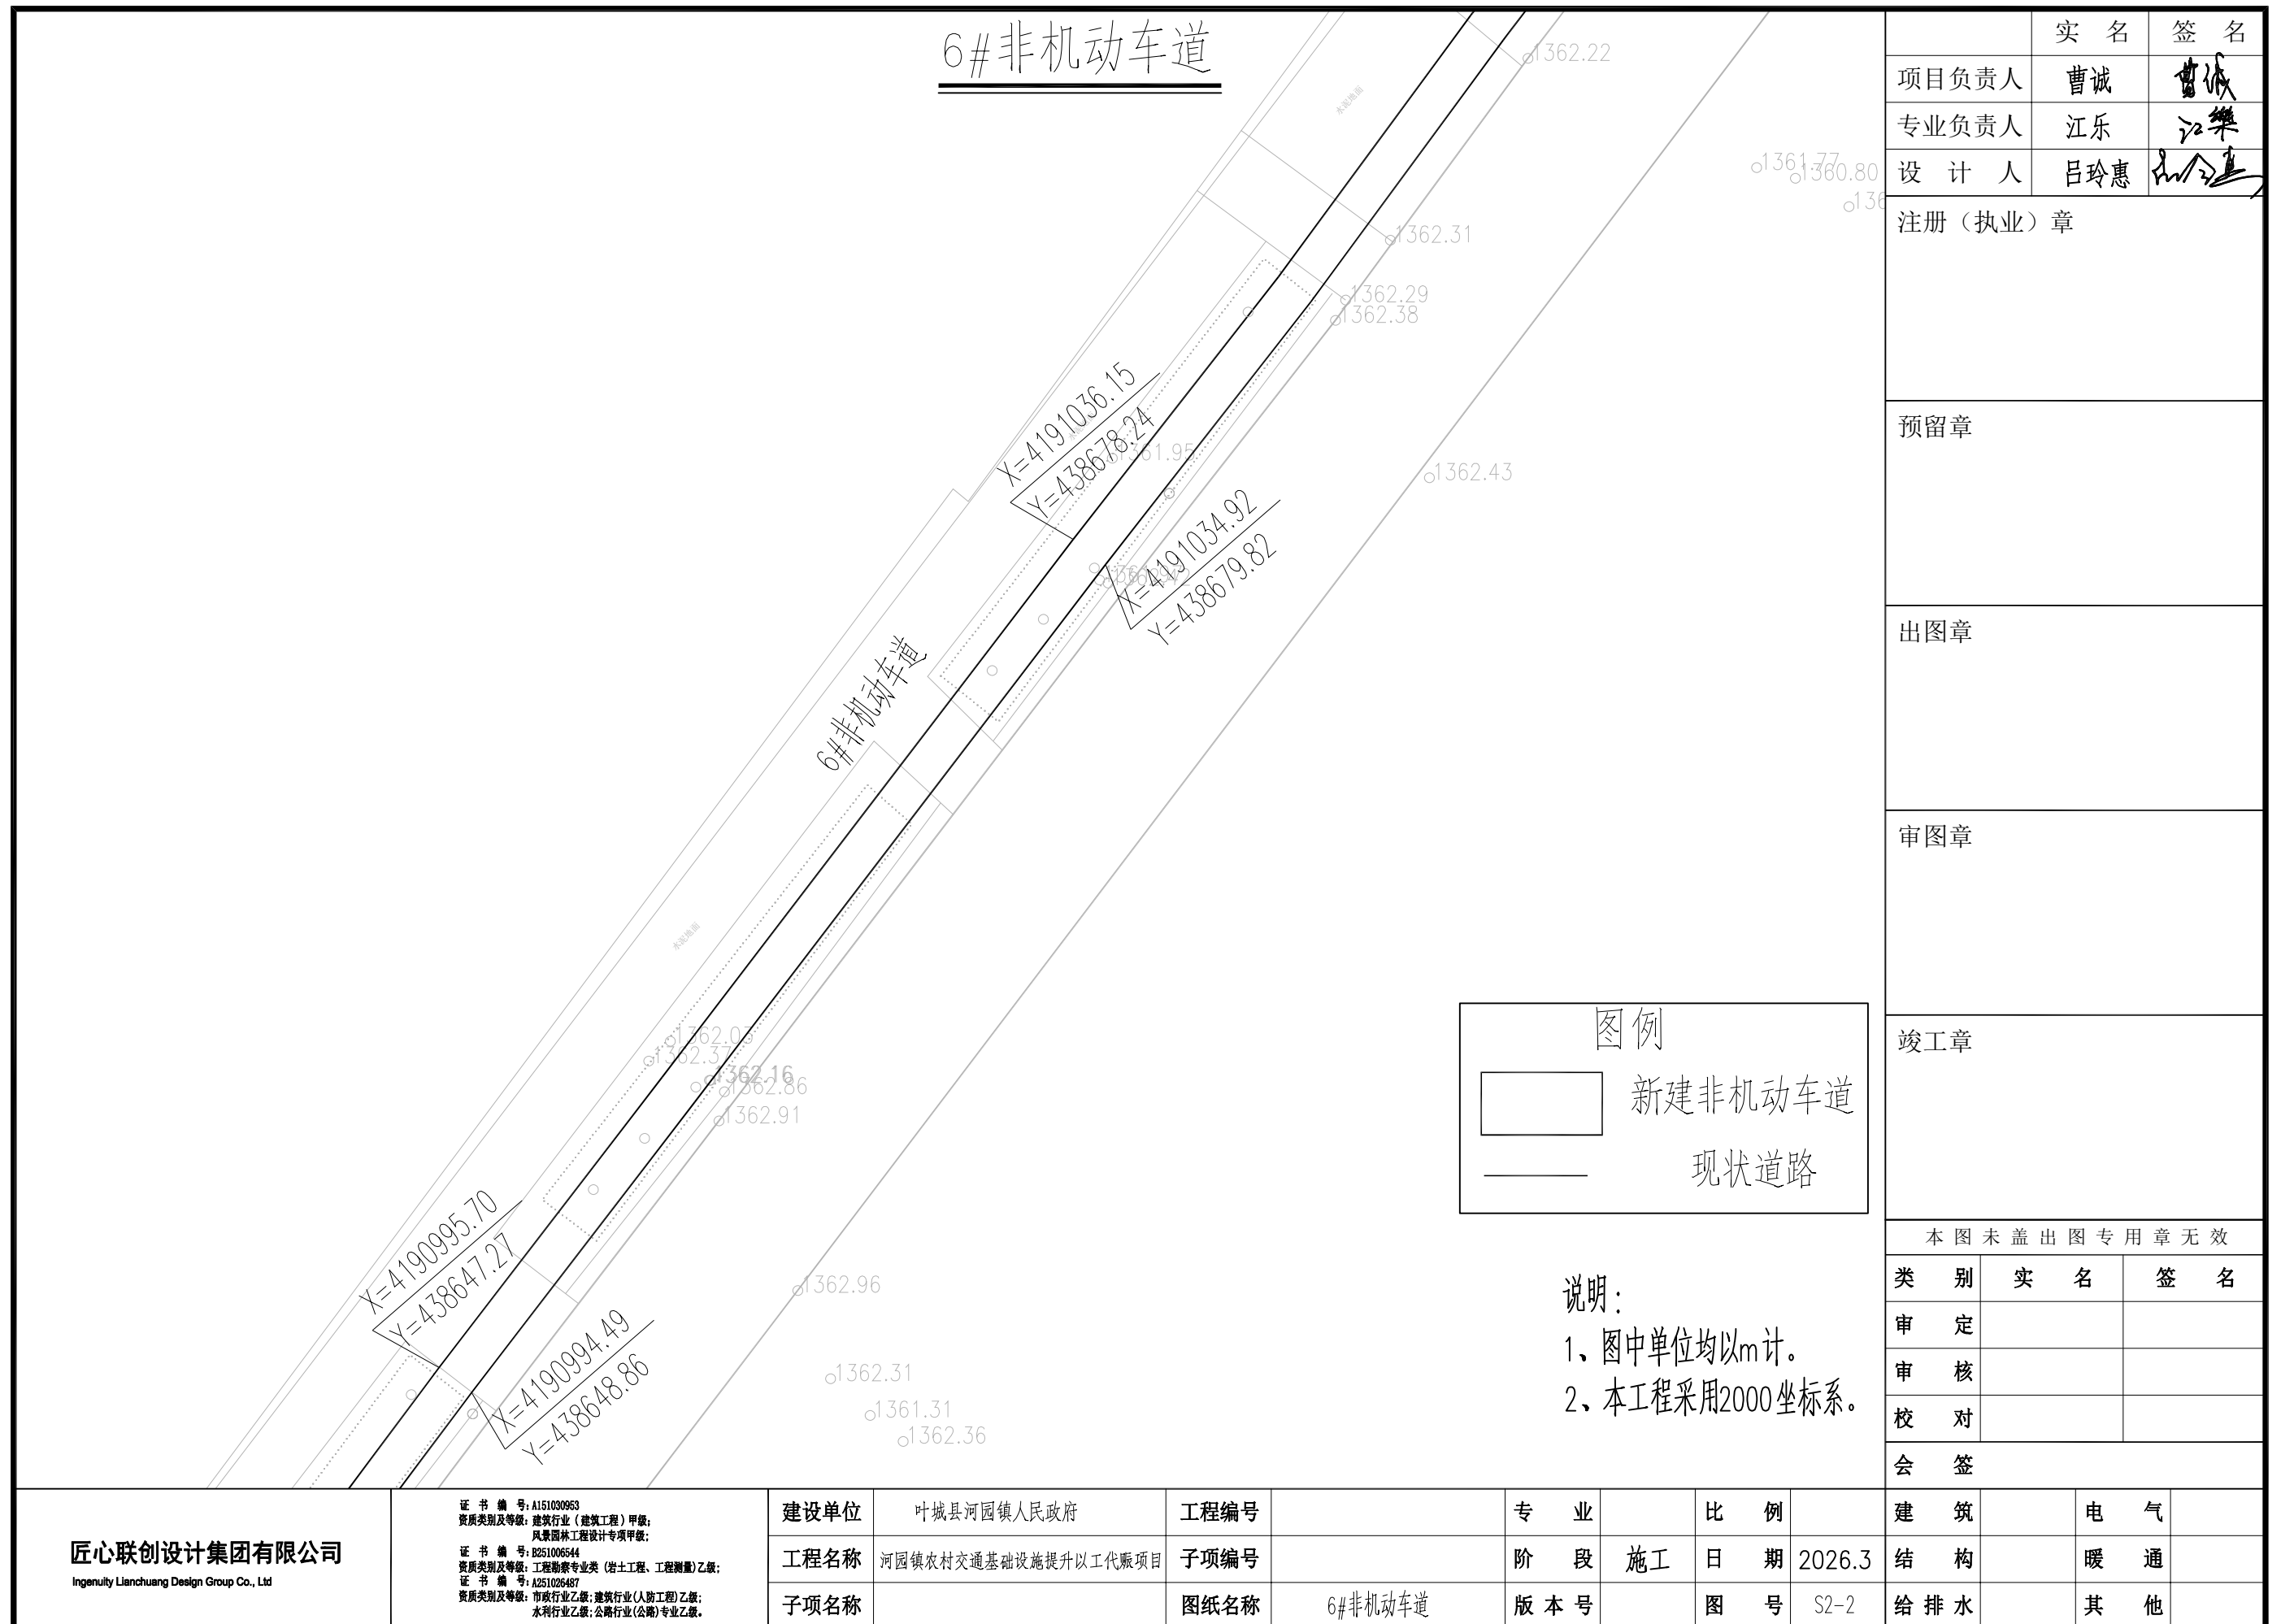 6#非机动车道
水泥地面
1362.22
1361.77
1360.80
136
1362.31
1362.29
1362.38
X=4191036.15
Y=438678.24
1361.95
1362.43
X=4191034.92
Y=438679.82
6#非机动车道
水泥地面
1362.03
1362.37
1362.16
1362.86
1362.91
X=4190995.70
Y=438647.27
1362.96
X=4190994.49
Y=438648.86
1362.31
1361.31
1362.36
图例
新建非机动车道
现状道路
说明：
1、图中单位均以m计。
2、本工程采用2000坐标系。
实 名 签 名
项目负责人 曹诚 曹诚
专业负责人 江乐 江樂
设 计 人 吕玲惠
注册（执业）章
预留章
出图章
审图章
竣工章
本图未盖出图专用章无效
类 别 实 名 签 名
审 定
审 核
校 对
会 签
匠心联创设计集团有限公司
Ingenuity Lianchuang Design Group Co., Ltd
证 书 编 号: A151030953
资质类别及等级: 建筑行业（建筑工程）甲级;
风景园林工程设计专项甲级;
证 书 编 号: B251006544
资质类别及等级: 工程勘察专业类（岩土工程、工程测量)乙级;
证 书 编 号: A251026487
资质类别及等级: 市政行业乙级; 建筑行业(人防工程)乙级;
水利行业乙级; 公路行业(公路)专业乙级。
建设单位 叶城县河园镇人民政府 工程编号 专 业 比 例 建 筑 电 气
工程名称 河园镇农村交通基础设施提升以工代赈项目 子项编号 阶 段 施工 日 期 2026.3 结 构 暖 通
子项名称 图纸名称 6#非机动车道 版 本 号 图 号 S2-2 给 排 水 其 他